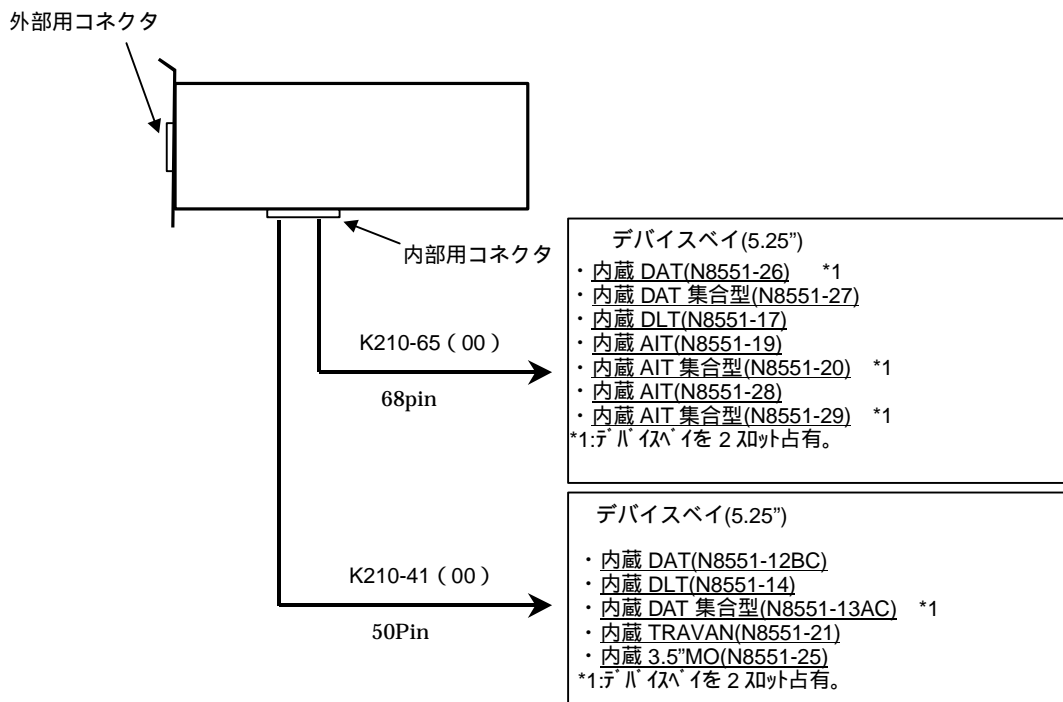 外部用コネクタ
内部用コネクタ
K210-65（00）
68pin
デバイスベイ(5.25")
・内蔵 DAT(N8551-26) *1
・内蔵 DAT 集合型(N8551-27)
・内蔵 DLT(N8551-17)
・内蔵 AIT(N8551-19)
・内蔵 AIT 集合型(N8551-20) *1
・内蔵 AIT(N8551-28)
・内蔵 AIT 集合型(N8551-29) *1
*1:ﾃﾞﾊﾞｲｽﾍﾞｲを 2 ｽﾛｯﾄ占有。
K210-41（00）
50Pin
デバイスベイ(5.25")
・内蔵 DAT(N8551-12BC)
・内蔵 DLT(N8551-14)
・内蔵 DAT 集合型(N8551-13AC) *1
・内蔵 TRAVAN(N8551-21)
・内蔵 3.5"MO(N8551-25)
*1:ﾃﾞﾊﾞｲｽﾍﾞｲを 2 ｽﾛｯﾄ占有。